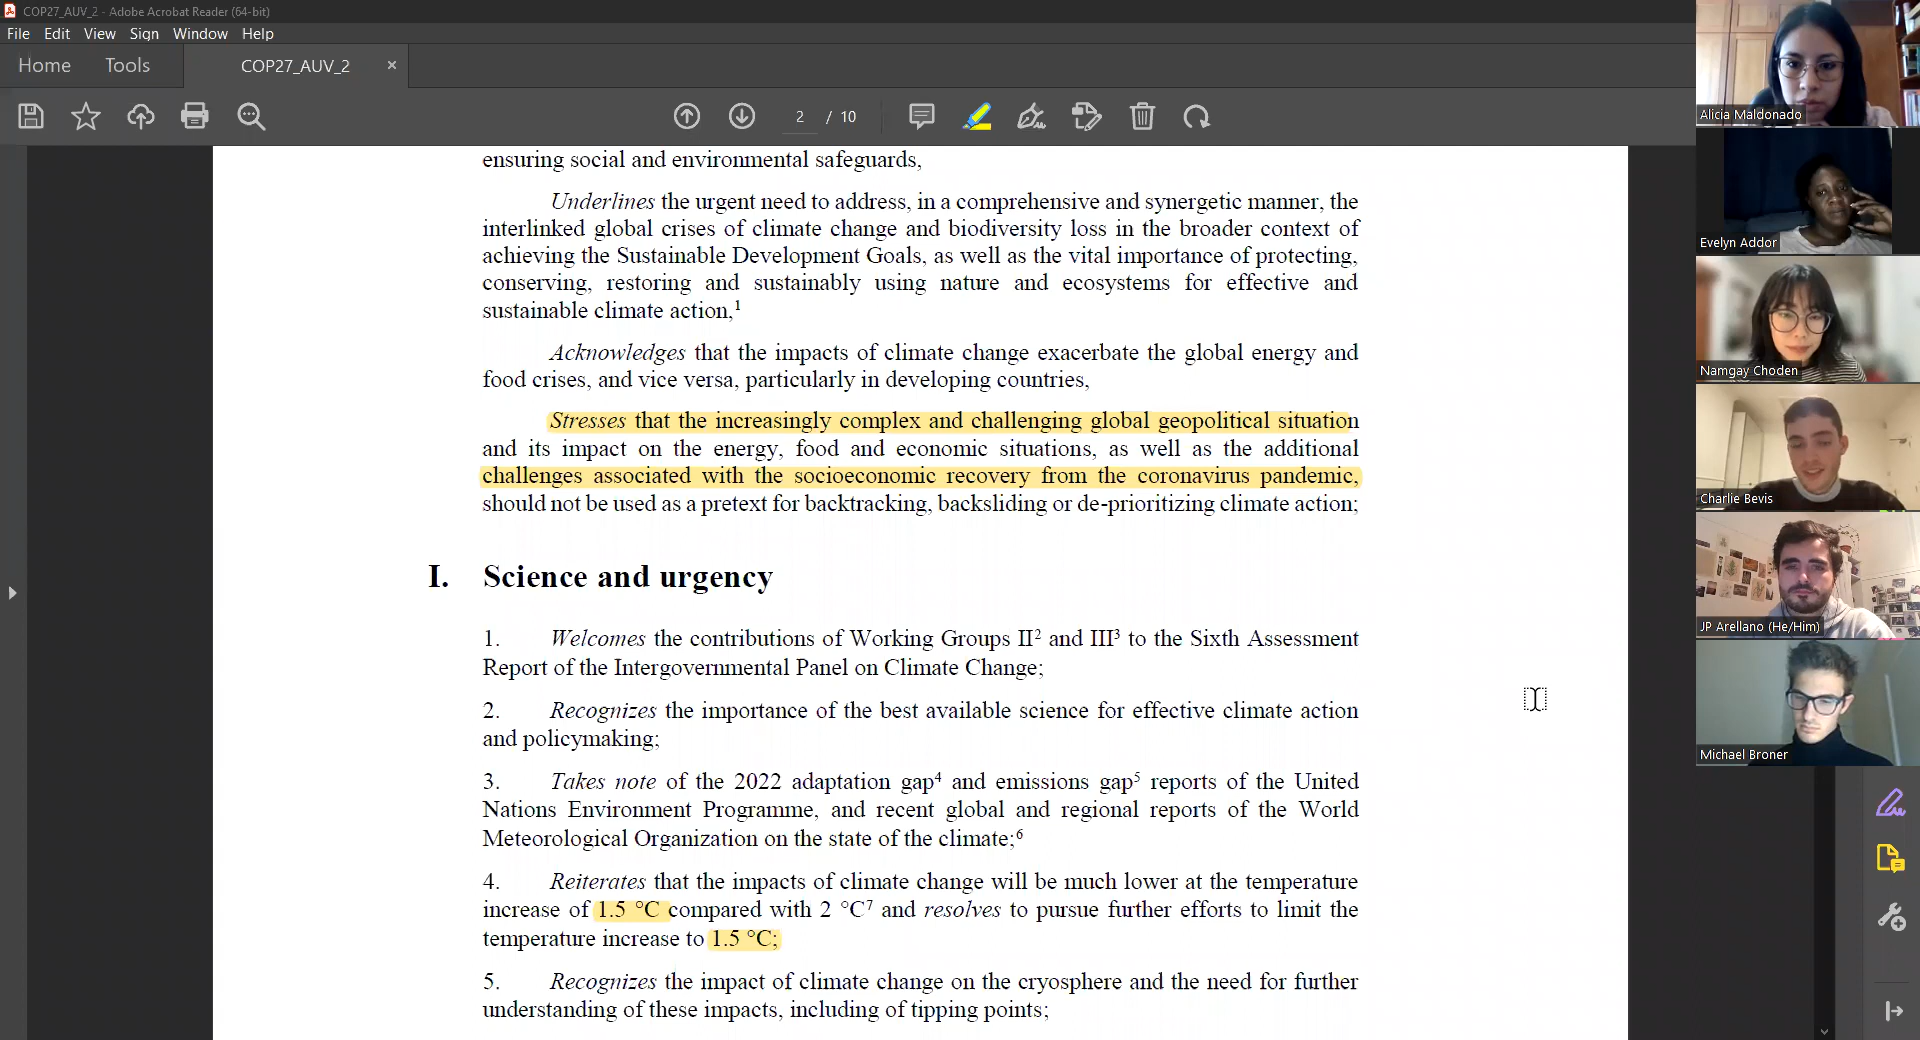 COP27_AUV_2 - Adobe Acrobat Reader (64-bit)
File Edit View Sign Window Help
Home Tools COP27_AUV_2 ×
2 / 10
ensuring social and environmental safeguards,
Underlines the urgent need to address, in a comprehensive and synergetic manner, the
interlinked global crises of climate change and biodiversity loss in the broader context of
achieving the Sustainable Development Goals, as well as the vital importance of protecting,
conserving, restoring and sustainably using nature and ecosystems for effective and
sustainable climate action,¹
Acknowledges that the impacts of climate change exacerbate the global energy and
food crises, and vice versa, particularly in developing countries,
Stresses that the increasingly complex and challenging global geopolitical situation
and its impact on the energy, food and economic situations, as well as the additional
challenges associated with the socioeconomic recovery from the coronavirus pandemic,
should not be used as a pretext for backtracking, backsliding or de-prioritizing climate action;
I. Science and urgency
1. Welcomes the contributions of Working Groups II² and III³ to the Sixth Assessment
Report of the Intergovernmental Panel on Climate Change;
2. Recognizes the importance of the best available science for effective climate action
and policymaking;
3. Takes note of the 2022 adaptation gap⁴ and emissions gap⁵ reports of the United
Nations Environment Programme, and recent global and regional reports of the World
Meteorological Organization on the state of the climate;⁶
4. Reiterates that the impacts of climate change will be much lower at the temperature
increase of 1.5 °C compared with 2 °C⁷ and resolves to pursue further efforts to limit the
temperature increase to 1.5 °C;
5. Recognizes the impact of climate change on the cryosphere and the need for further
understanding of these impacts, including of tipping points;
Alicia Maldonado
Evelyn Addor
Namgay Choden
Charlie Bevis
JP Arellano (He/Him)
Michael Broner